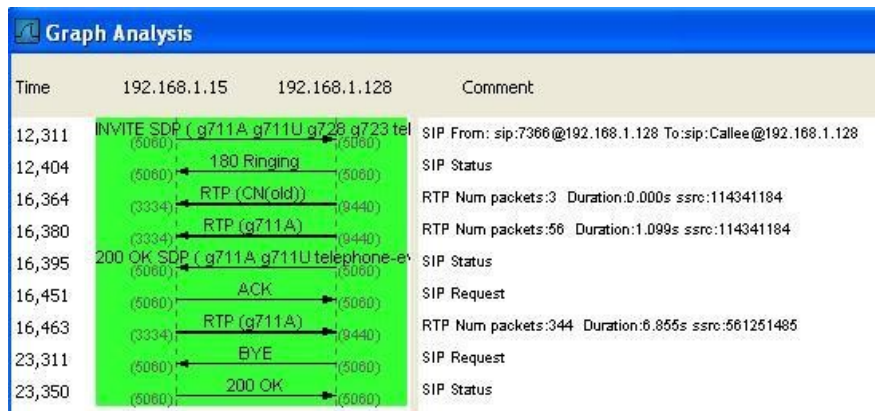 Graph Analysis
Time 192.168.1.15 192.168.1.128 Comment
12,311 INVITE SDP ( g711A g711U g728 g723 tel SIP From: sip:7366@192.168.1.128 To:sip:Callee@192.168.1.128
(5060) (5060)
12,404 180 Ringing SIP Status
(5060) (5060)
16,364 RTP (CN(old)) RTP Num packets:3 Duration:0.000s ssrc:114341184
(3334) (9440)
16,380 RTP (g711A) RTP Num packets:56 Duration:1.099s ssrc:114341184
(3334) (9440)
16,395 200 OK SDP ( g711A g711U telephone-ev SIP Status
(5060) (5060)
16,451 ACK SIP Request
(5060) (5060)
16,463 RTP (g711A) RTP Num packets:344 Duration:6.855s ssrc:561251485
(3334) (9440)
23,311 BYE SIP Request
(5060) (5060)
23,350 200 OK SIP Status
(5060) (5060)